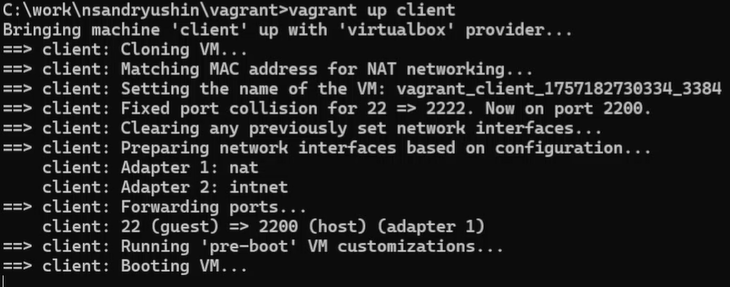 C:\work\nsandryushin\vagrant>vagrant up client
Bringing machine 'client' up with 'virtualbox' provider...
==> client: Cloning VM...
==> client: Matching MAC address for NAT networking...
==> client: Setting the name of the VM: vagrant_client_1757182730334_3384
==> client: Fixed port collision for 22 => 2222. Now on port 2200.
==> client: Clearing any previously set network interfaces...
==> client: Preparing network interfaces based on configuration...
    client: Adapter 1: nat
    client: Adapter 2: intnet
==> client: Forwarding ports...
    client: 22 (guest) => 2200 (host) (adapter 1)
==> client: Running 'pre-boot' VM customizations...
==> client: Booting VM...